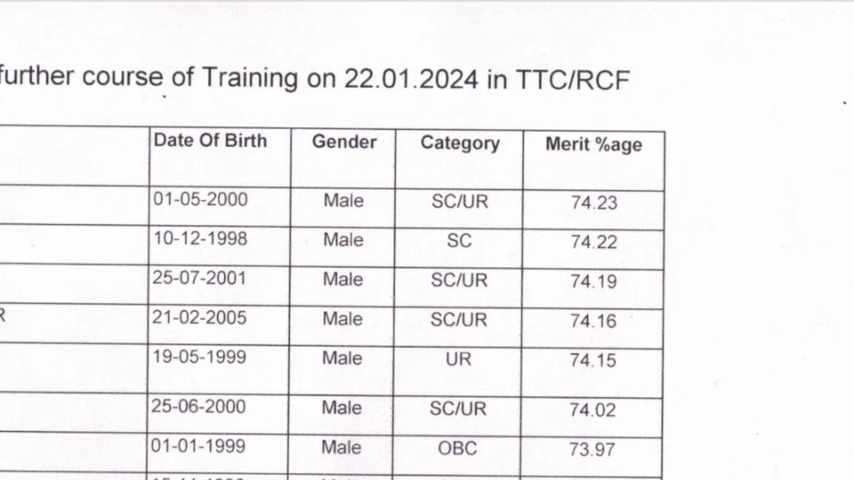 further course of Training on 22.01.2024 in TTC/RCF
Date Of Birth Gender Category Merit %age
01-05-2000 Male SC/UR 74.23
10-12-1998 Male SC 74.22
25-07-2001 Male SC/UR 74.19
R 21-02-2005 Male SC/UR 74.16
19-05-1999 Male UR 74.15
25-06-2000 Male SC/UR 74.02
01-01-1999 Male OBC 73.97